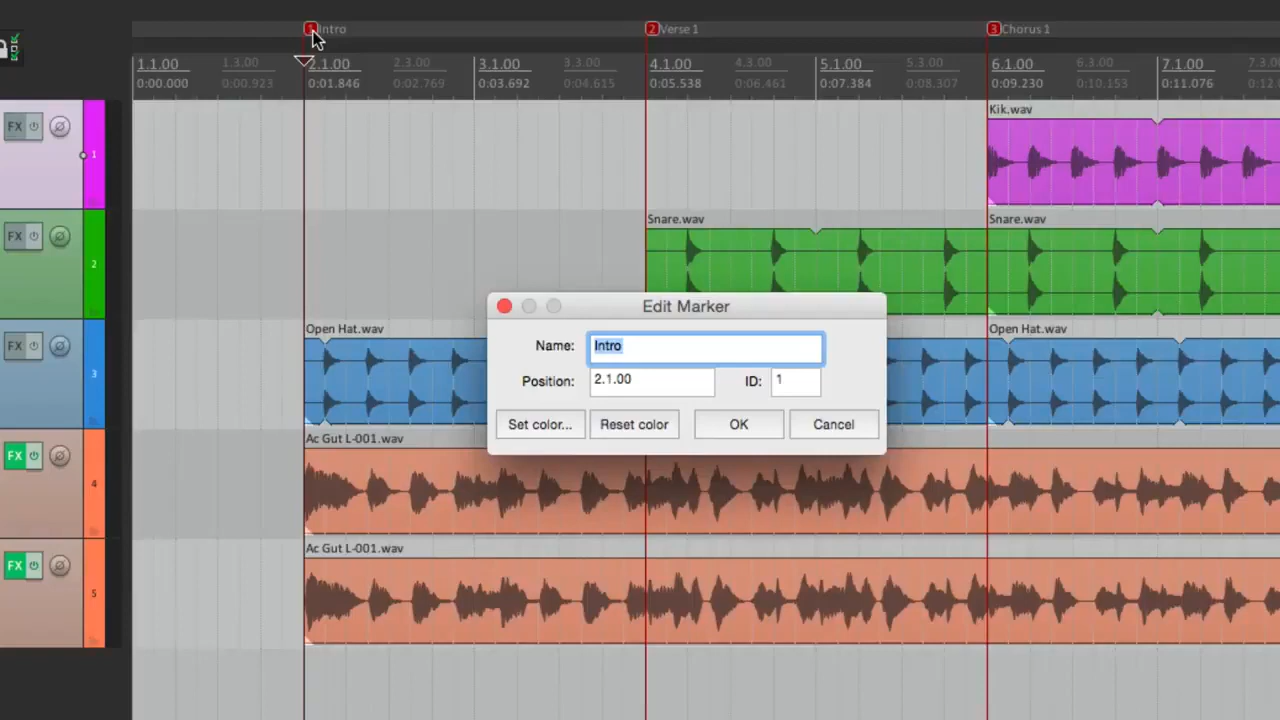 1 Intro
2 Verse 1
3 Chorus 1
1.1.00 1.3.00 2.1.00 2.3.00 3.1.00 3.3.00 4.1.00 4.3.00 5.1.00 5.3.00 6.1.00 6.3.00 7.1.00
0:00.000 0:00.923 0:01.846 0:02.769 0:03.692 0:04.615 0:05.538 0:06.461 0:07.384 0:08.307 0:09.230 0:10.153 0:11.076
Kik.wav
FX
1
Snare.wav Snare.wav
FX
2
Edit Marker
Open Hat.wav Open Hat.wav
Name: Intro
FX
3
Position: 2.1.00 ID: 1
Set color... Reset color OK Cancel
Ac Gut L-001.wav
FX
4
Ac Gut L-001.wav
FX
5